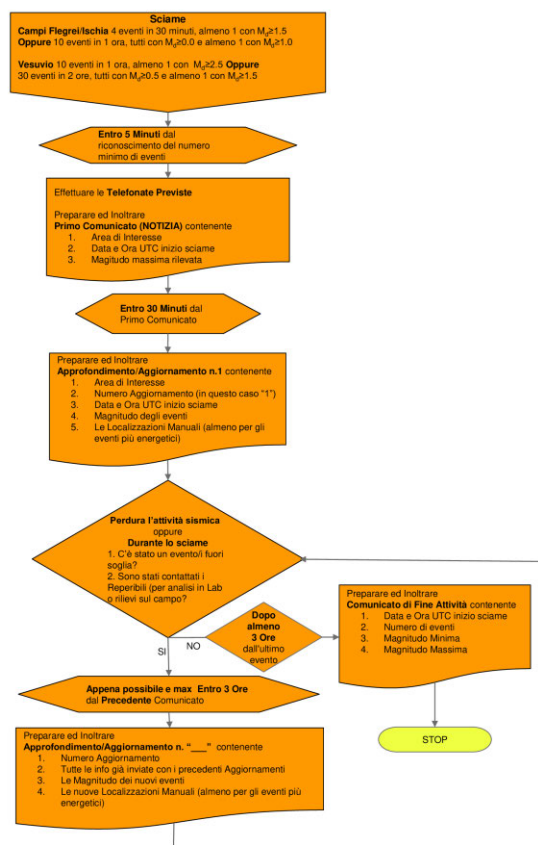 Sciame
Campi Flegrei/Ischia 4 eventi in 30 minuti, almeno 1 con Md≥1.5
Oppure 10 eventi in 1 ora, tutti con Md≥0.0 e almeno 1 con Md≥1.0
Vesuvio 10 eventi in 1 ora, almeno 1 con Md≥2.5 Oppure
30 eventi in 2 ore, tutti con Md≥0.5 e almeno 1 con Md≥1.5
Entro 5 Minuti dal
riconoscimento del numero
minimo di eventi
Effettuare le Telefonate Previste
Preparare ed Inoltrare
Primo Comunicato (NOTIZIA) contenente
1. Area di Interesse
2. Data e Ora UTC inizio sciame
3. Magitudo massima rilevata
Entro 30 Minuti dal
Primo Comunicato
Preparare ed Inoltrare
Approfondimento/Aggiornamento n.1 contenente
1. Area di Interesse
2. Numero Aggiornamento (in questo caso “1”)
3. Data e Ora UTC inizio sciame
4. Magnitudo degli eventi
5. Le Localizzazioni Manuali (almeno per gli
eventi più energetici)
Perdura l’attività sismica
oppure
Durante lo sciame
1. C’è stato un evento/i fuori
soglia?
2. Sono stati contattati i
Reperibili (per analisi in Lab
o rilievi sul campo?
SI
NO
Dopo
almeno
3 Ore
dall’ultimo
evento
Preparare ed Inoltrare
Comunicato di Fine Attività contenente
1. Data e Ora UTC inizio sciame
2. Numero di eventi
3. Magnitudo Minima
4. Magnitudo Massima
STOP
Appena possibile e max Entro 3 Ore
dal Precedente Comunicato
Preparare ed Inoltrare
Approfondimento/Aggiornamento n. “___” contenente
1. Numero Aggiornamento
2. Tutte le info già inviate con i precedenti Aggiornamenti
3. Le Magnitudo dei nuovi eventi
4. Le nuove Localizzazioni Manuali (almeno per gli eventi più
energetici)